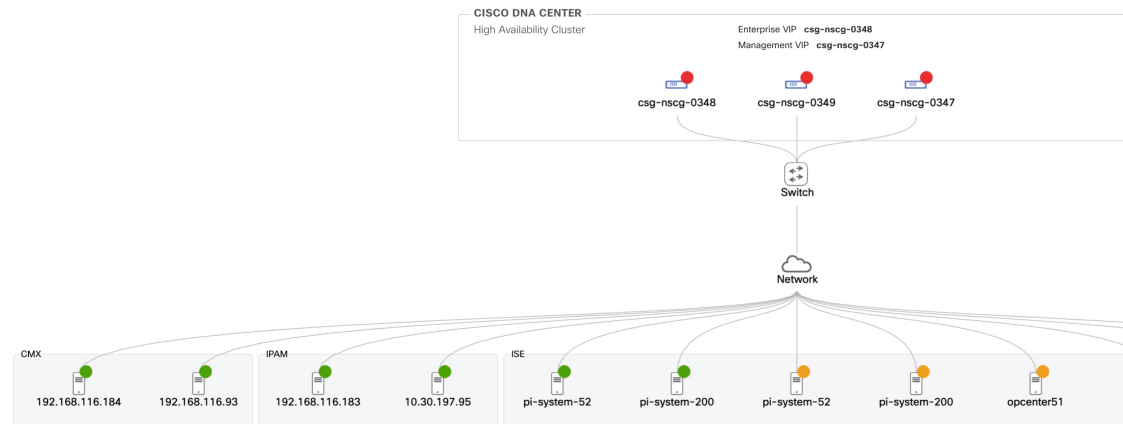 CISCO DNA CENTER
High Availability Cluster
Enterprise VIP csg-nscg-0348
Management VIP csg-nscg-0347
csg-nscg-0348 csg-nscg-0349 csg-nscg-0347
Switch
Network
CMX IPAM ISE
192.168.116.184 192.168.116.93 192.168.116.183 10.30.197.95 pi-system-52 pi-system-200 pi-system-52 pi-system-200 opcenter51